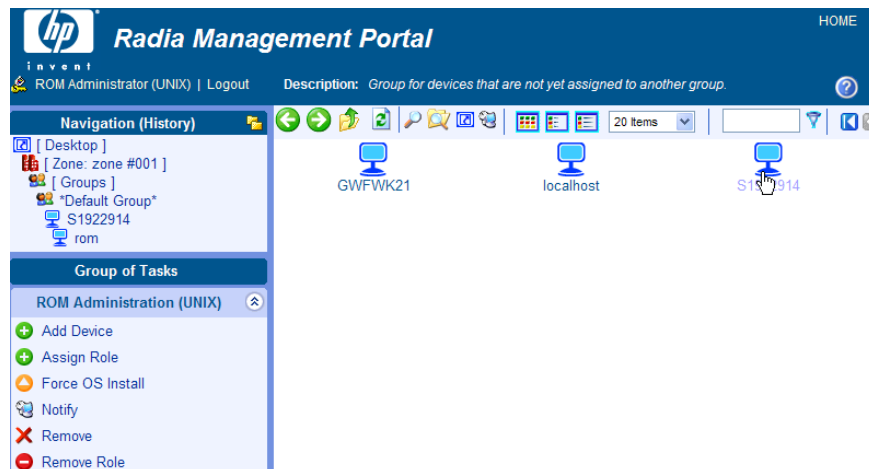 hp
invent
Radia Management Portal
HOME
ROM Administrator (UNIX) | Logout
Description: Group for devices that are not yet assigned to another group.
?
Navigation (History)
[ Desktop ]
[ Zone: zone #001 ]
[ Groups ]
*Default Group*
S1922914
rom
20 Items
GWFWK21
localhost
S1922914
Group of Tasks
ROM Administration (UNIX)
Add Device
Assign Role
Force OS Install
Notify
Remove
Remove Role